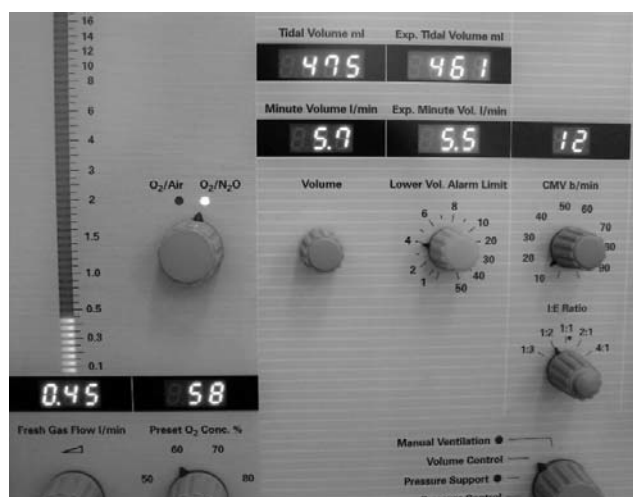 16
14
12
10
8
6
4
3
2
1.5
1.0
0.5
0.3
0.1
0.45
Fresh Gas Flow l/min
O₂/Air O₂/N₂O
58
Preset O₂ Conc. %
50 60 70 80
Tidal Volume ml Exp. Tidal Volume ml
475 461
Minute Volume l/min Exp. Minute Vol. l/min
5.7 5.5 12
Volume Lower Vol. Alarm Limit CMV b/min
1 2 4 6 8 10 20 30 40 50
10 20 30 40 50 60 70 80 90
I:E Ratio
1:3 1:2 1:1 2:1 4:1
Manual Ventilation
Volume Control
Pressure Support